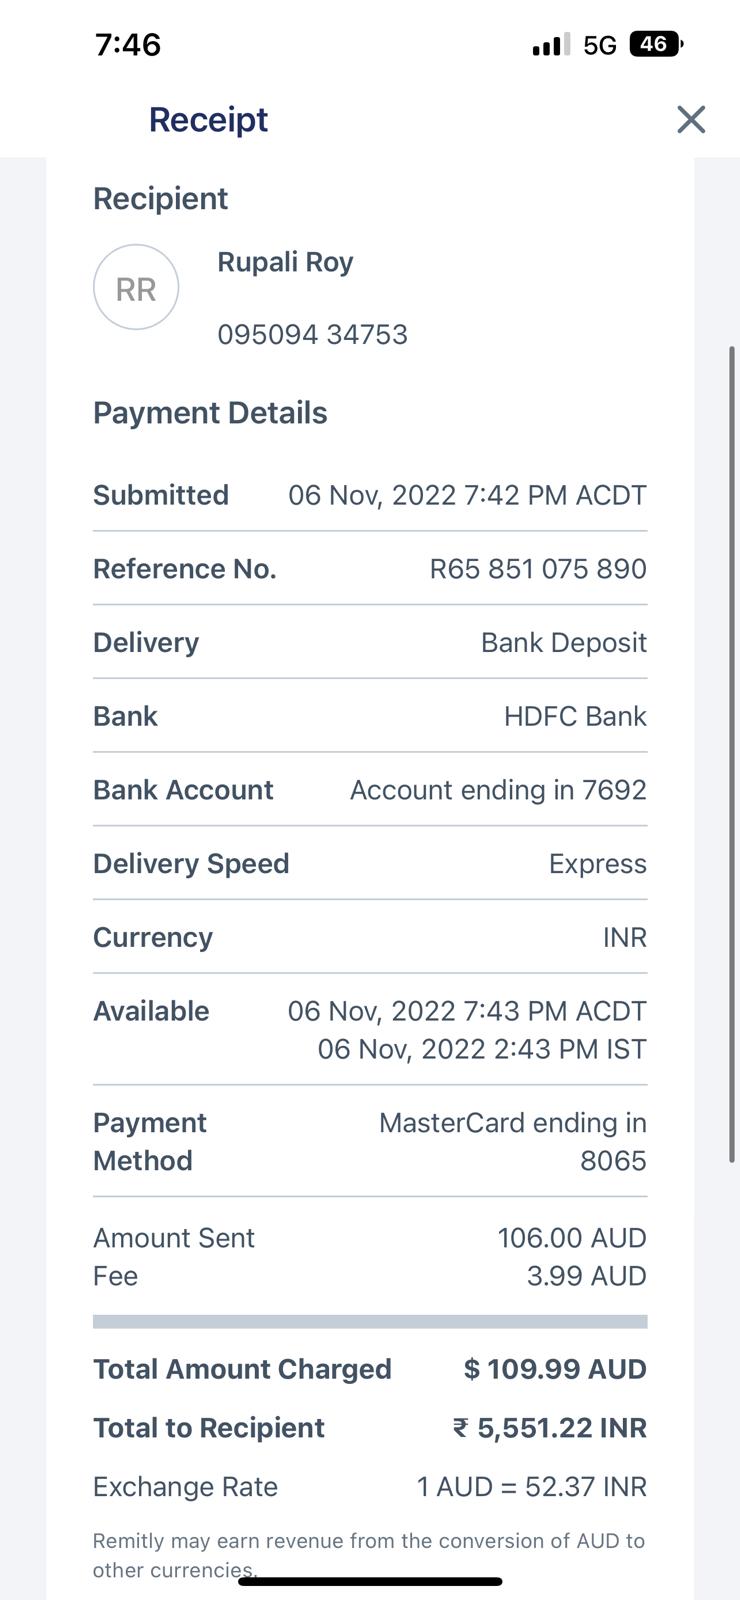 7:46
5G
46
Receipt
Recipient
RR
Rupali Roy
095094 34753
Payment Details
Submitted 06 Nov, 2022 7:42 PM ACDT
Reference No. R65 851 075 890
Delivery Bank Deposit
Bank HDFC Bank
Bank Account Account ending in 7692
Delivery Speed Express
Currency INR
Available 06 Nov, 2022 7:43 PM ACDT
06 Nov, 2022 2:43 PM IST
Payment MasterCard ending in
Method 8065
Amount Sent 106.00 AUD
Fee 3.99 AUD
Total Amount Charged $ 109.99 AUD
Total to Recipient ₹ 5,551.22 INR
Exchange Rate 1 AUD = 52.37 INR
Remitly may earn revenue from the conversion of AUD to
other currencies.